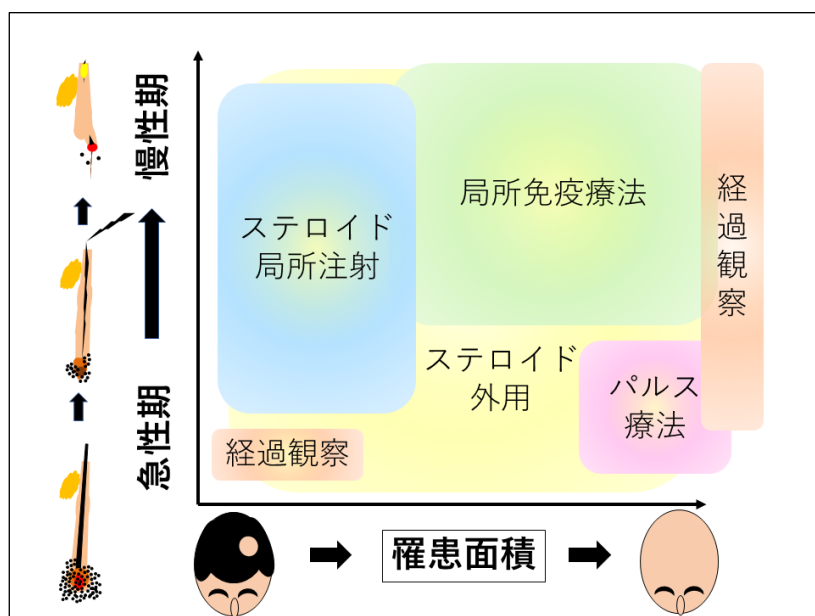 慢性期
急性期
ステロイド
局所注射
局所免疫療法
経過観察
ステロイド
外用
パルス
療法
経過観察
罹患面積